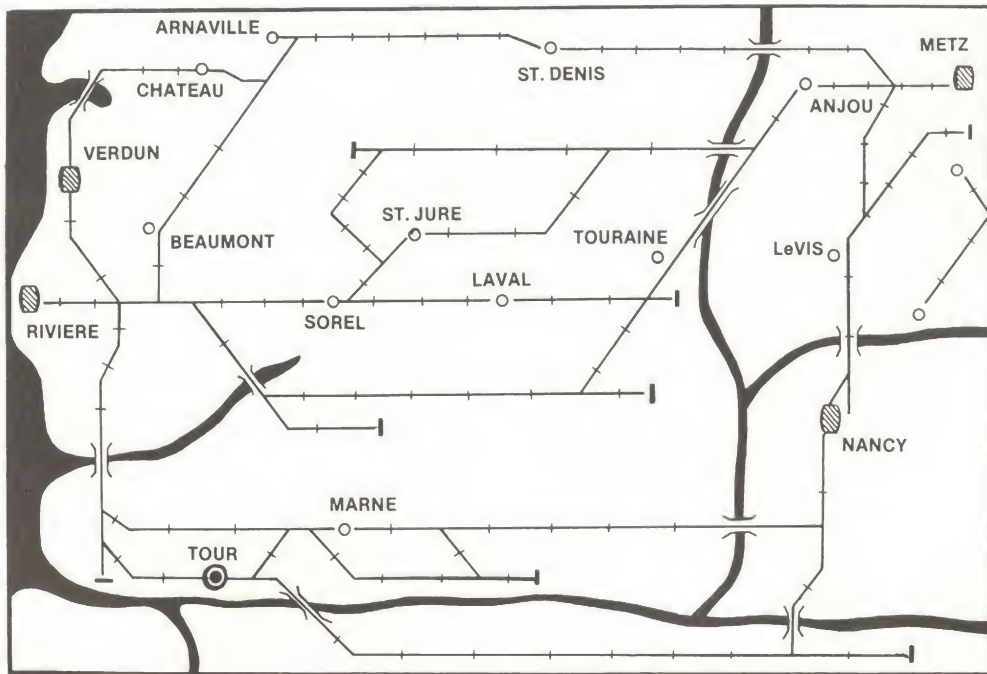 ARNAVILLE
METZ
ST. DENIS
CHATEAU
ANJOU
VERDUN
ST. JURE
TOURAINE
BEAUMONT
LeVIS
LAVAL
SOREL
RIVIERE
NANCY
MARNE
TOUR